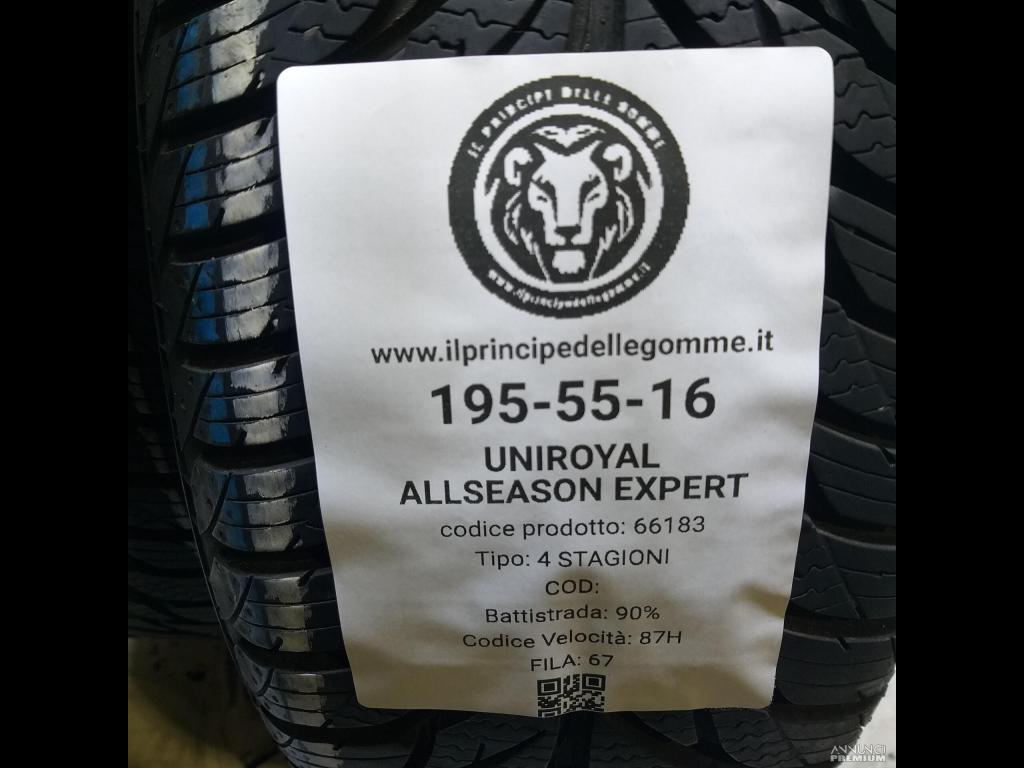 IL PRINCIPE DELLE GOMME
www.ilprincipedellegomme.it
www.ilprincipedellegomme.it
195-55-16
UNIROYAL
ALLSEASON EXPERT
codice prodotto: 66183
Tipo: 4 STAGIONI
COD:
Battistrada: 90%
Codice Velocità: 87H
FILA: 67
ANNUNCI
PREMIUM